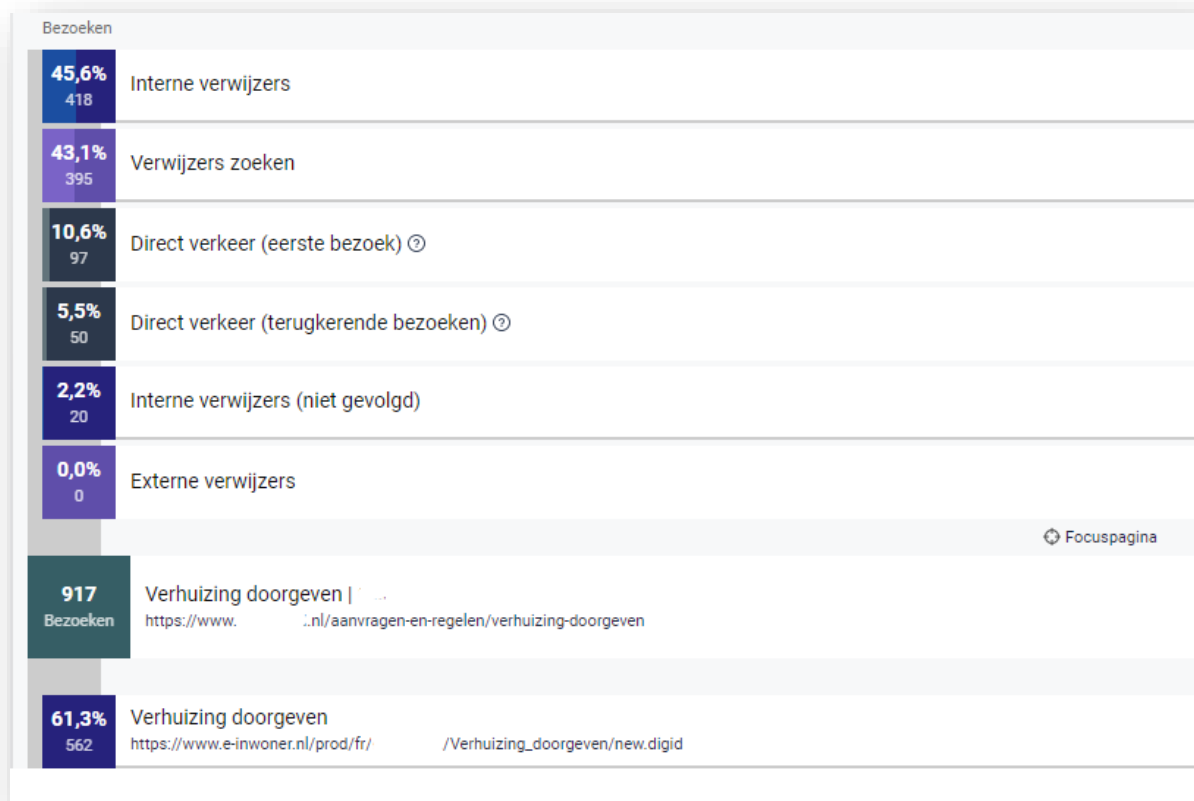 Bezoeken
45,6%
418
Interne verwijzers
43,1%
395
Verwijzers zoeken
10,6%
97
Direct verkeer (eerste bezoek)
5,5%
50
Direct verkeer (terugkerende bezoeken)
2,2%
20
Interne verwijzers (niet gevolgd)
0,0%
0
Externe verwijzers
Focuspagina
917
Bezoeken
Verhuizing doorgeven |
https://www. .nl/aanvragen-en-regelen/verhuizing-doorgeven
61,3%
562
Verhuizing doorgeven
https://www.e-inwoner.nl/prod/fr/ /Verhuizing_doorgeven/new.digid